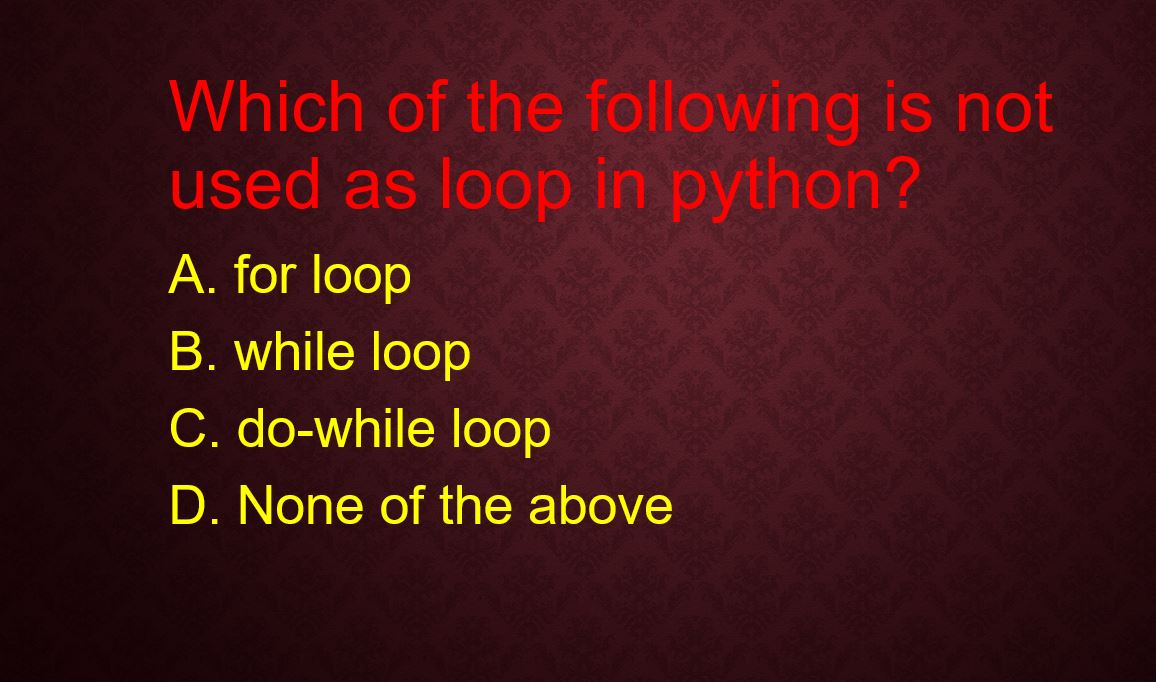 Which of the following is not
used as loop in python?
A. for loop
B. while loop
C. do-while loop
D. None of the above